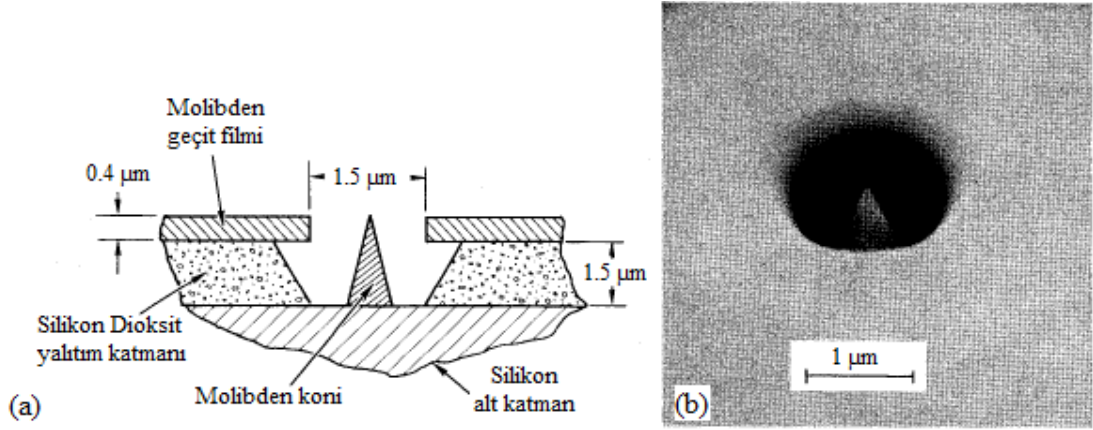 Molibden
geçit filmi
0.4 µm
1.5 µm
1.5 µm
Silikon Dioksit
yalıtım katmanı
Molibden koni
Silikon
alt katman
(a)
1 µm
(b)